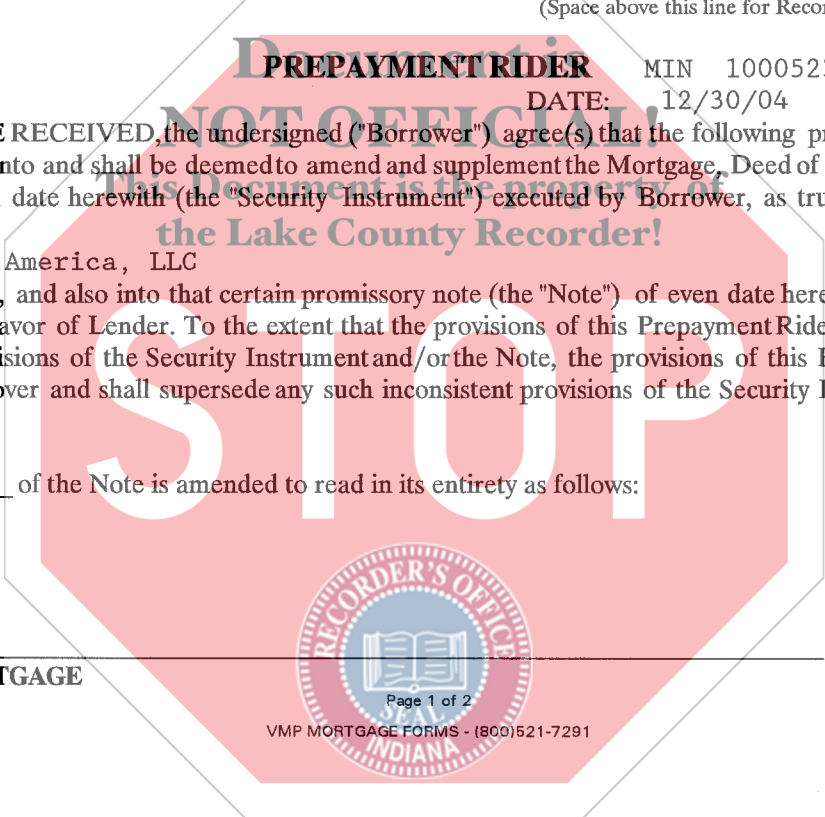 (Space above this line for Recor
Document is
PREPAYMENT RIDER MIN 100052
NOT OFFICIAL!
DATE: 12/30/04
E RECEIVED, the undersigned ("Borrower") agree(s) that the following pr
nto and shall be deemed to amend and supplement the Mortgage, Deed of
This Document is the property of
date herewith (the "Security Instrument") executed by Borrower, as tru
the Lake County Recorder!
America, LLC
, and also into that certain promissory note (the "Note") of even date here
avor of Lender. To the extent that the provisions of this Prepayment Ride
isions of the Security Instrument and/or the Note, the provisions of this
over and shall supersede any such inconsistent provisions of the Security
STOP
of the Note is amended to read in its entirety as follows:
RECORDER'S OFFICE
TGAGE
Page 1 of 2
SEAL
VMP MORTGAGE FORMS - (800)521-7291
INDIANA